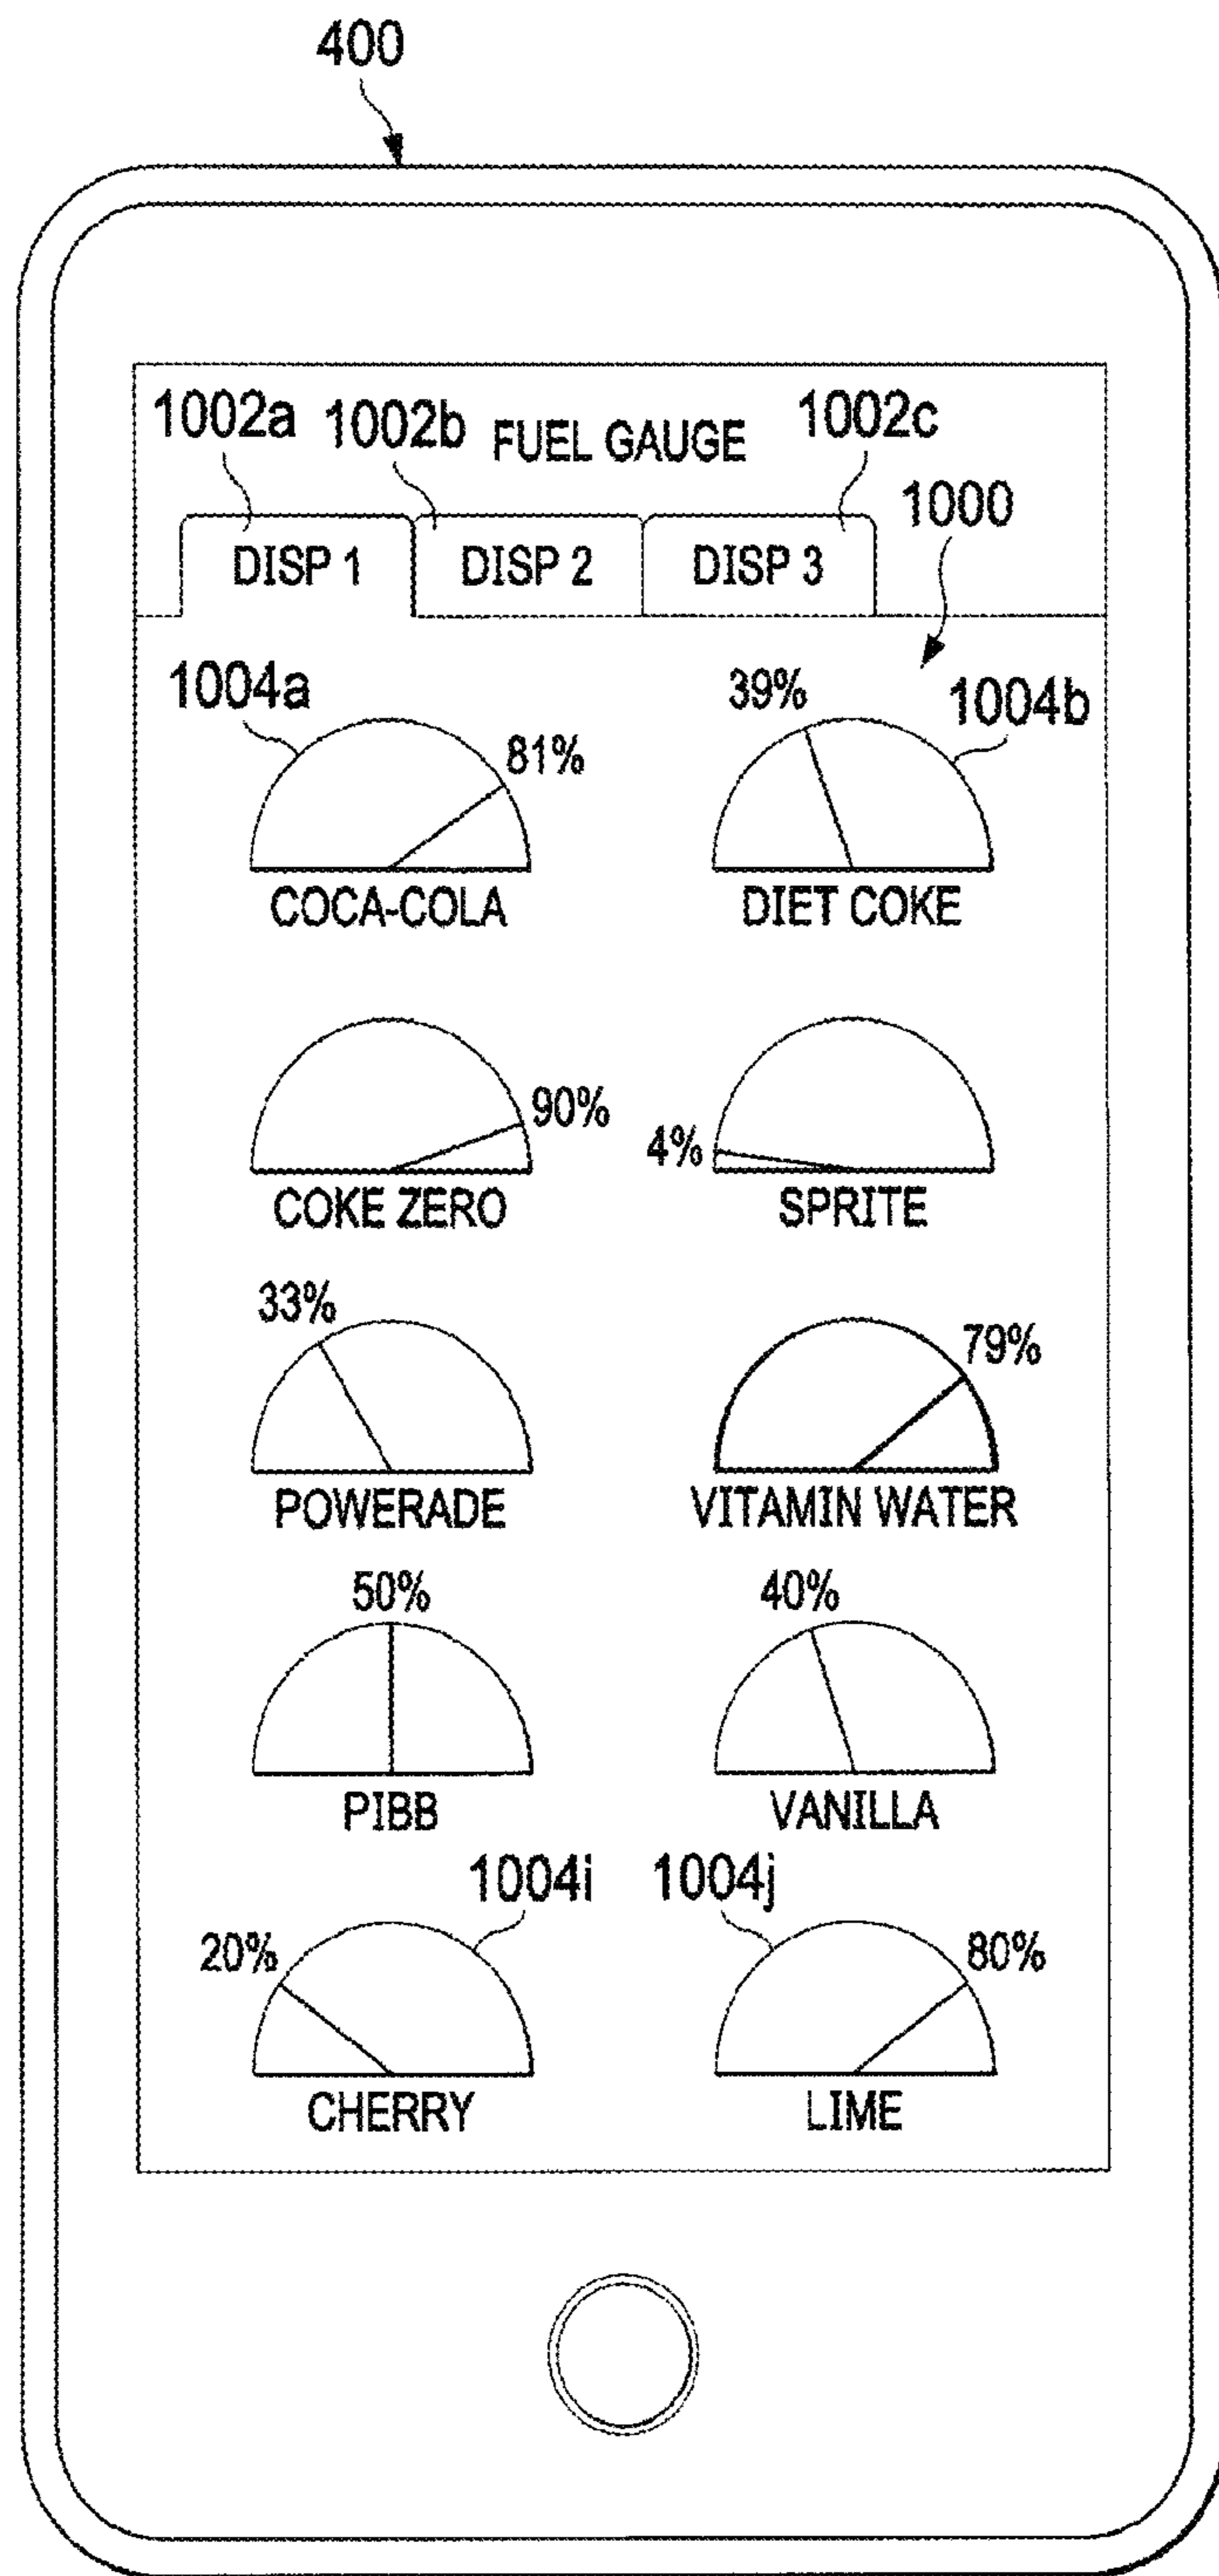 400
1002a 1002b FUEL GAUGE 1002c
1000
DISP 1 DISP 2 DISP 3
1004a 81% 39% 1004b
COCA-COLA DIET COKE
90% 4%
COKE ZERO SPRITE
33% 79%
POWERADE VITAMIN WATER
50% 40%
PIBB VANILLA
1004i 1004j
20% 80%
CHERRY LIME